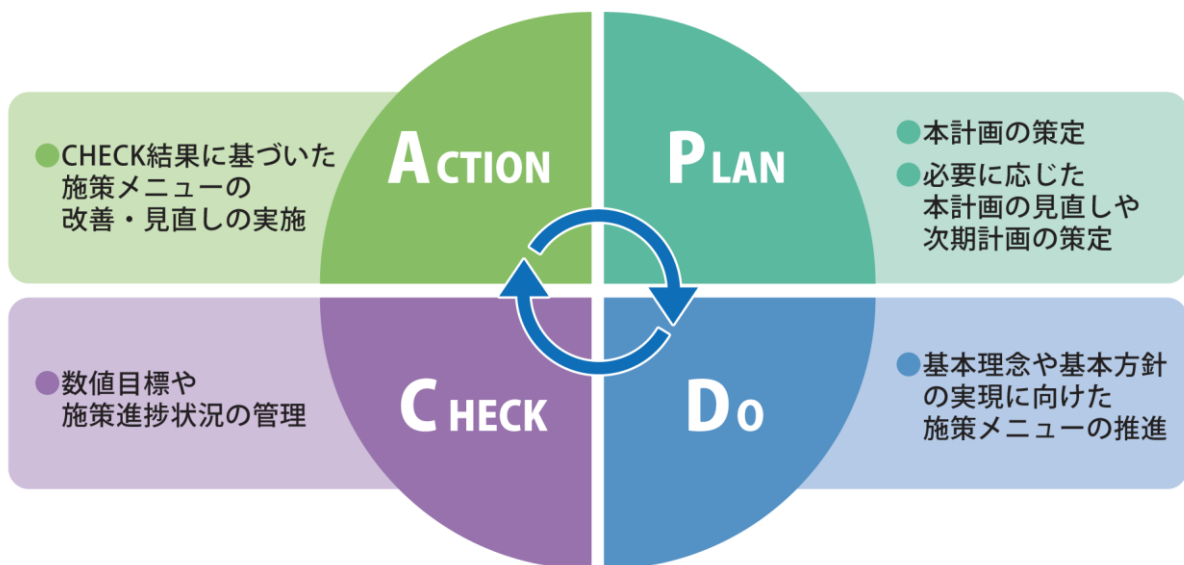 ACTION
●CHECK結果に基づいた
施策メニューの
改善・見直しの実施
PLAN
●本計画の策定
●必要に応じた
本計画の見直しや
次期計画の策定
CHECK
●数値目標や
施策進捗状況の管理
DO
●基本理念や基本方針
の実現に向けた
施策メニューの推進